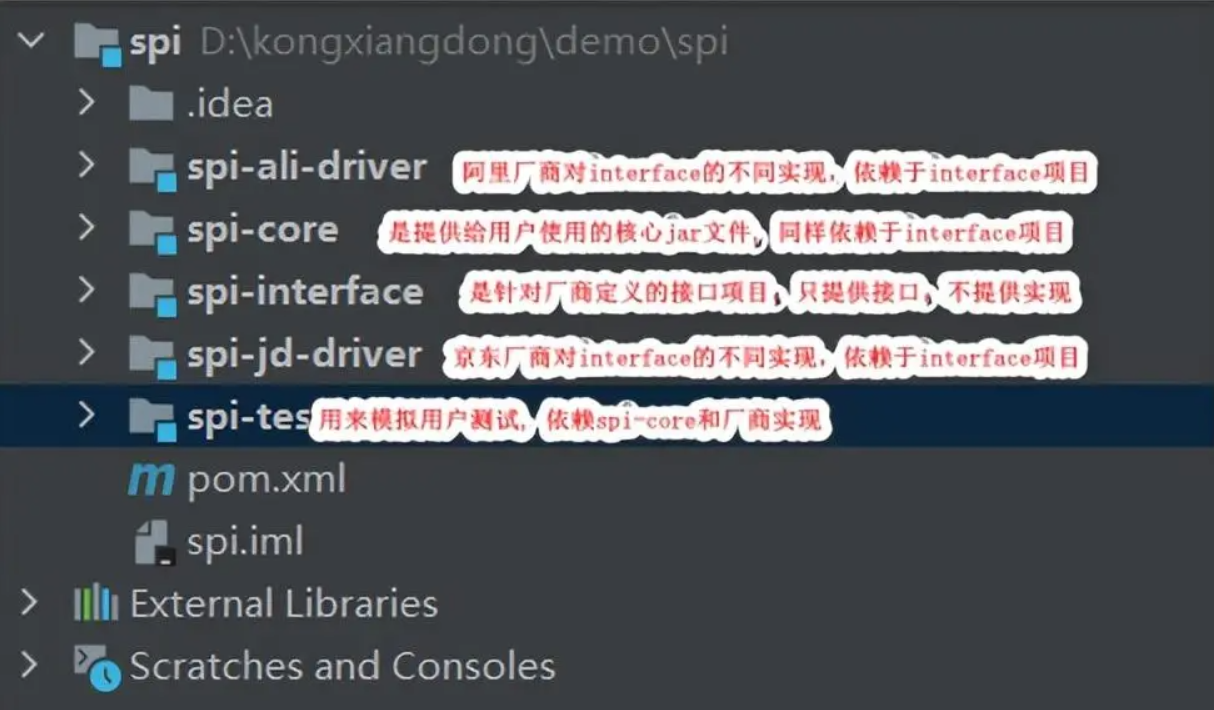 spi D:\kongxiangdong\demo\spi
.idea
spi-ali-driver 阿里厂商对interface的不同实现，依赖于interface项目
spi-core 是提供给用户使用的核心jar文件，同样依赖于interface项目
spi-interface 是针对厂商定义的接口项目，只提供接口，不提供实现
spi-jd-driver 京东厂商对interface的不同实现，依赖于interface项目
spi-tes 用来模拟用户测试，依赖spi-core和厂商实现
m pom.xml
spi.iml
External Libraries
Scratches and Consoles